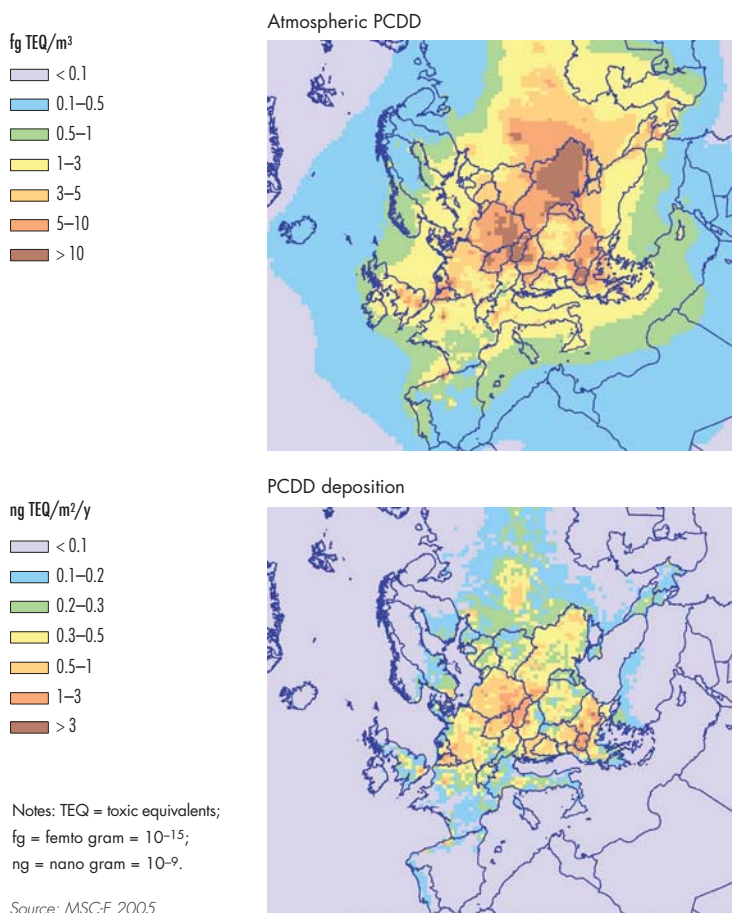 Atmospheric PCDD
fg TEQ/m³
< 0.1
0.1–0.5
0.5–1
1–3
3–5
5–10
> 10
PCDD deposition
ng TEQ/m²/y
< 0.1
0.1–0.2
0.2–0.3
0.3–0.5
0.5–1
1–3
> 3
Notes: TEQ = toxic equivalents;
fg = femto gram = 10⁻¹⁵;
ng = nano gram = 10⁻⁹.
Source: MSC-E 2005